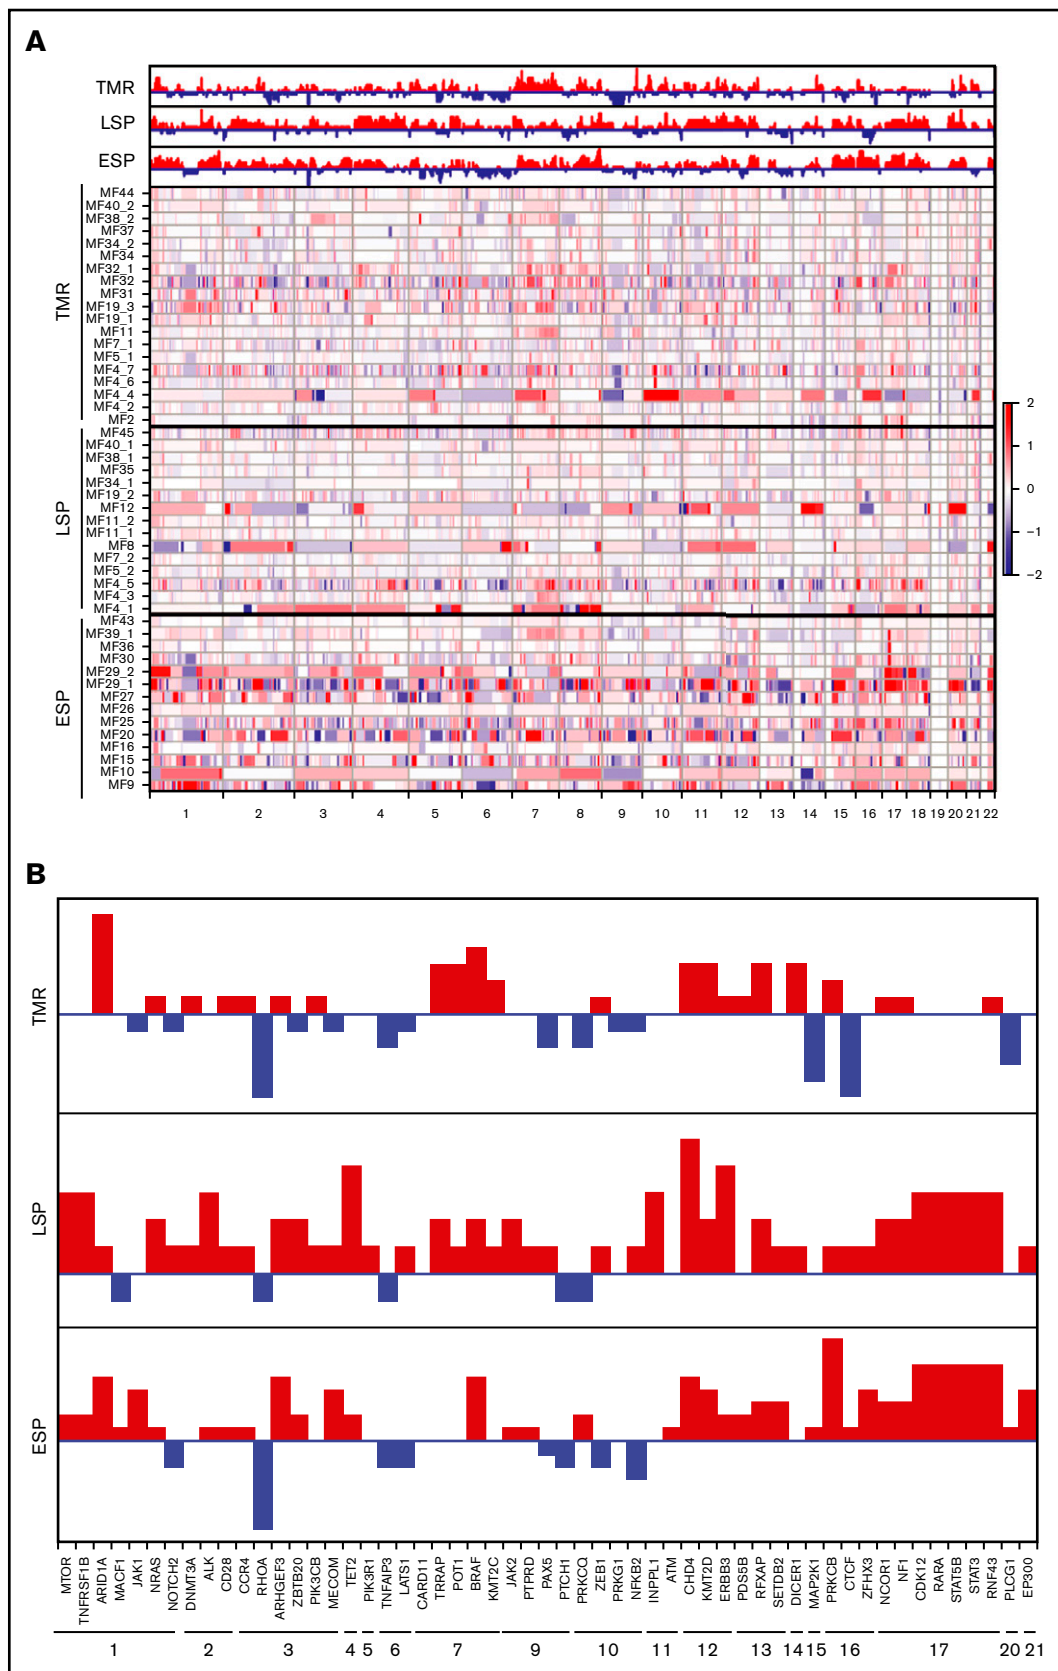 A
TMR
LSP
ESP
TMR
MF44
MF40_2
MF38_2
MF37
MF34_2
MF34
MF32_1
MF32
MF31
MF19_3
MF19_1
MF11
MF7_1
MF5_1
MF4_7
MF4_6
MF4_4
MF4_2
MF2
LSP
MF45
MF40_1
MF38_1
MF35
MF34_1
MF19_2
MF12
MF11_2
MF11_1
MF8
MF7_2
MF5_2
MF4_5
MF4_3
MF4_1
ESP
MF43
MF39_1
MF36
MF30
MF29_2
MF29_1
MF27
MF26
MF25
MF20
MF16
MF15
MF10
MF9
2
1
0
−1
−2
1 2 3 4 5 6 7 8 9 10 11 12 13 14 15 16 17 18 19 20 21 22
B
TMR
LSP
ESP
MTOR
TNFRSF1B
ARID1A
MACF1
JAK1
NRAS
NOTCH2
DNMT3A
ALK
CD28
CCR4
RHOA
ARHGEF3
ZBTB20
PIK3CB
MECOM
TET2
PIK3R1
TNFAIP3
LATS1
CARD11
TRRAP
POT1
BRAF
KMT2C
JAK2
PTPRD
PAX5
PTCH1
PRKCQ
ZEB1
PRKG1
NFKB2
INPPL1
ATM
CHD4
KMT2D
ERBB3
PDS5B
RFXAP
SETDB2
DICER1
MAP2K1
PRKCB
CTCF
ZFHX3
NCOR1
NF1
CDK12
RARA
STAT5B
STAT3
RNF43
PLCG1
EP300
1 2 3 4 5 6 7 9 10 11 12 13 14 15 16 17 20 21